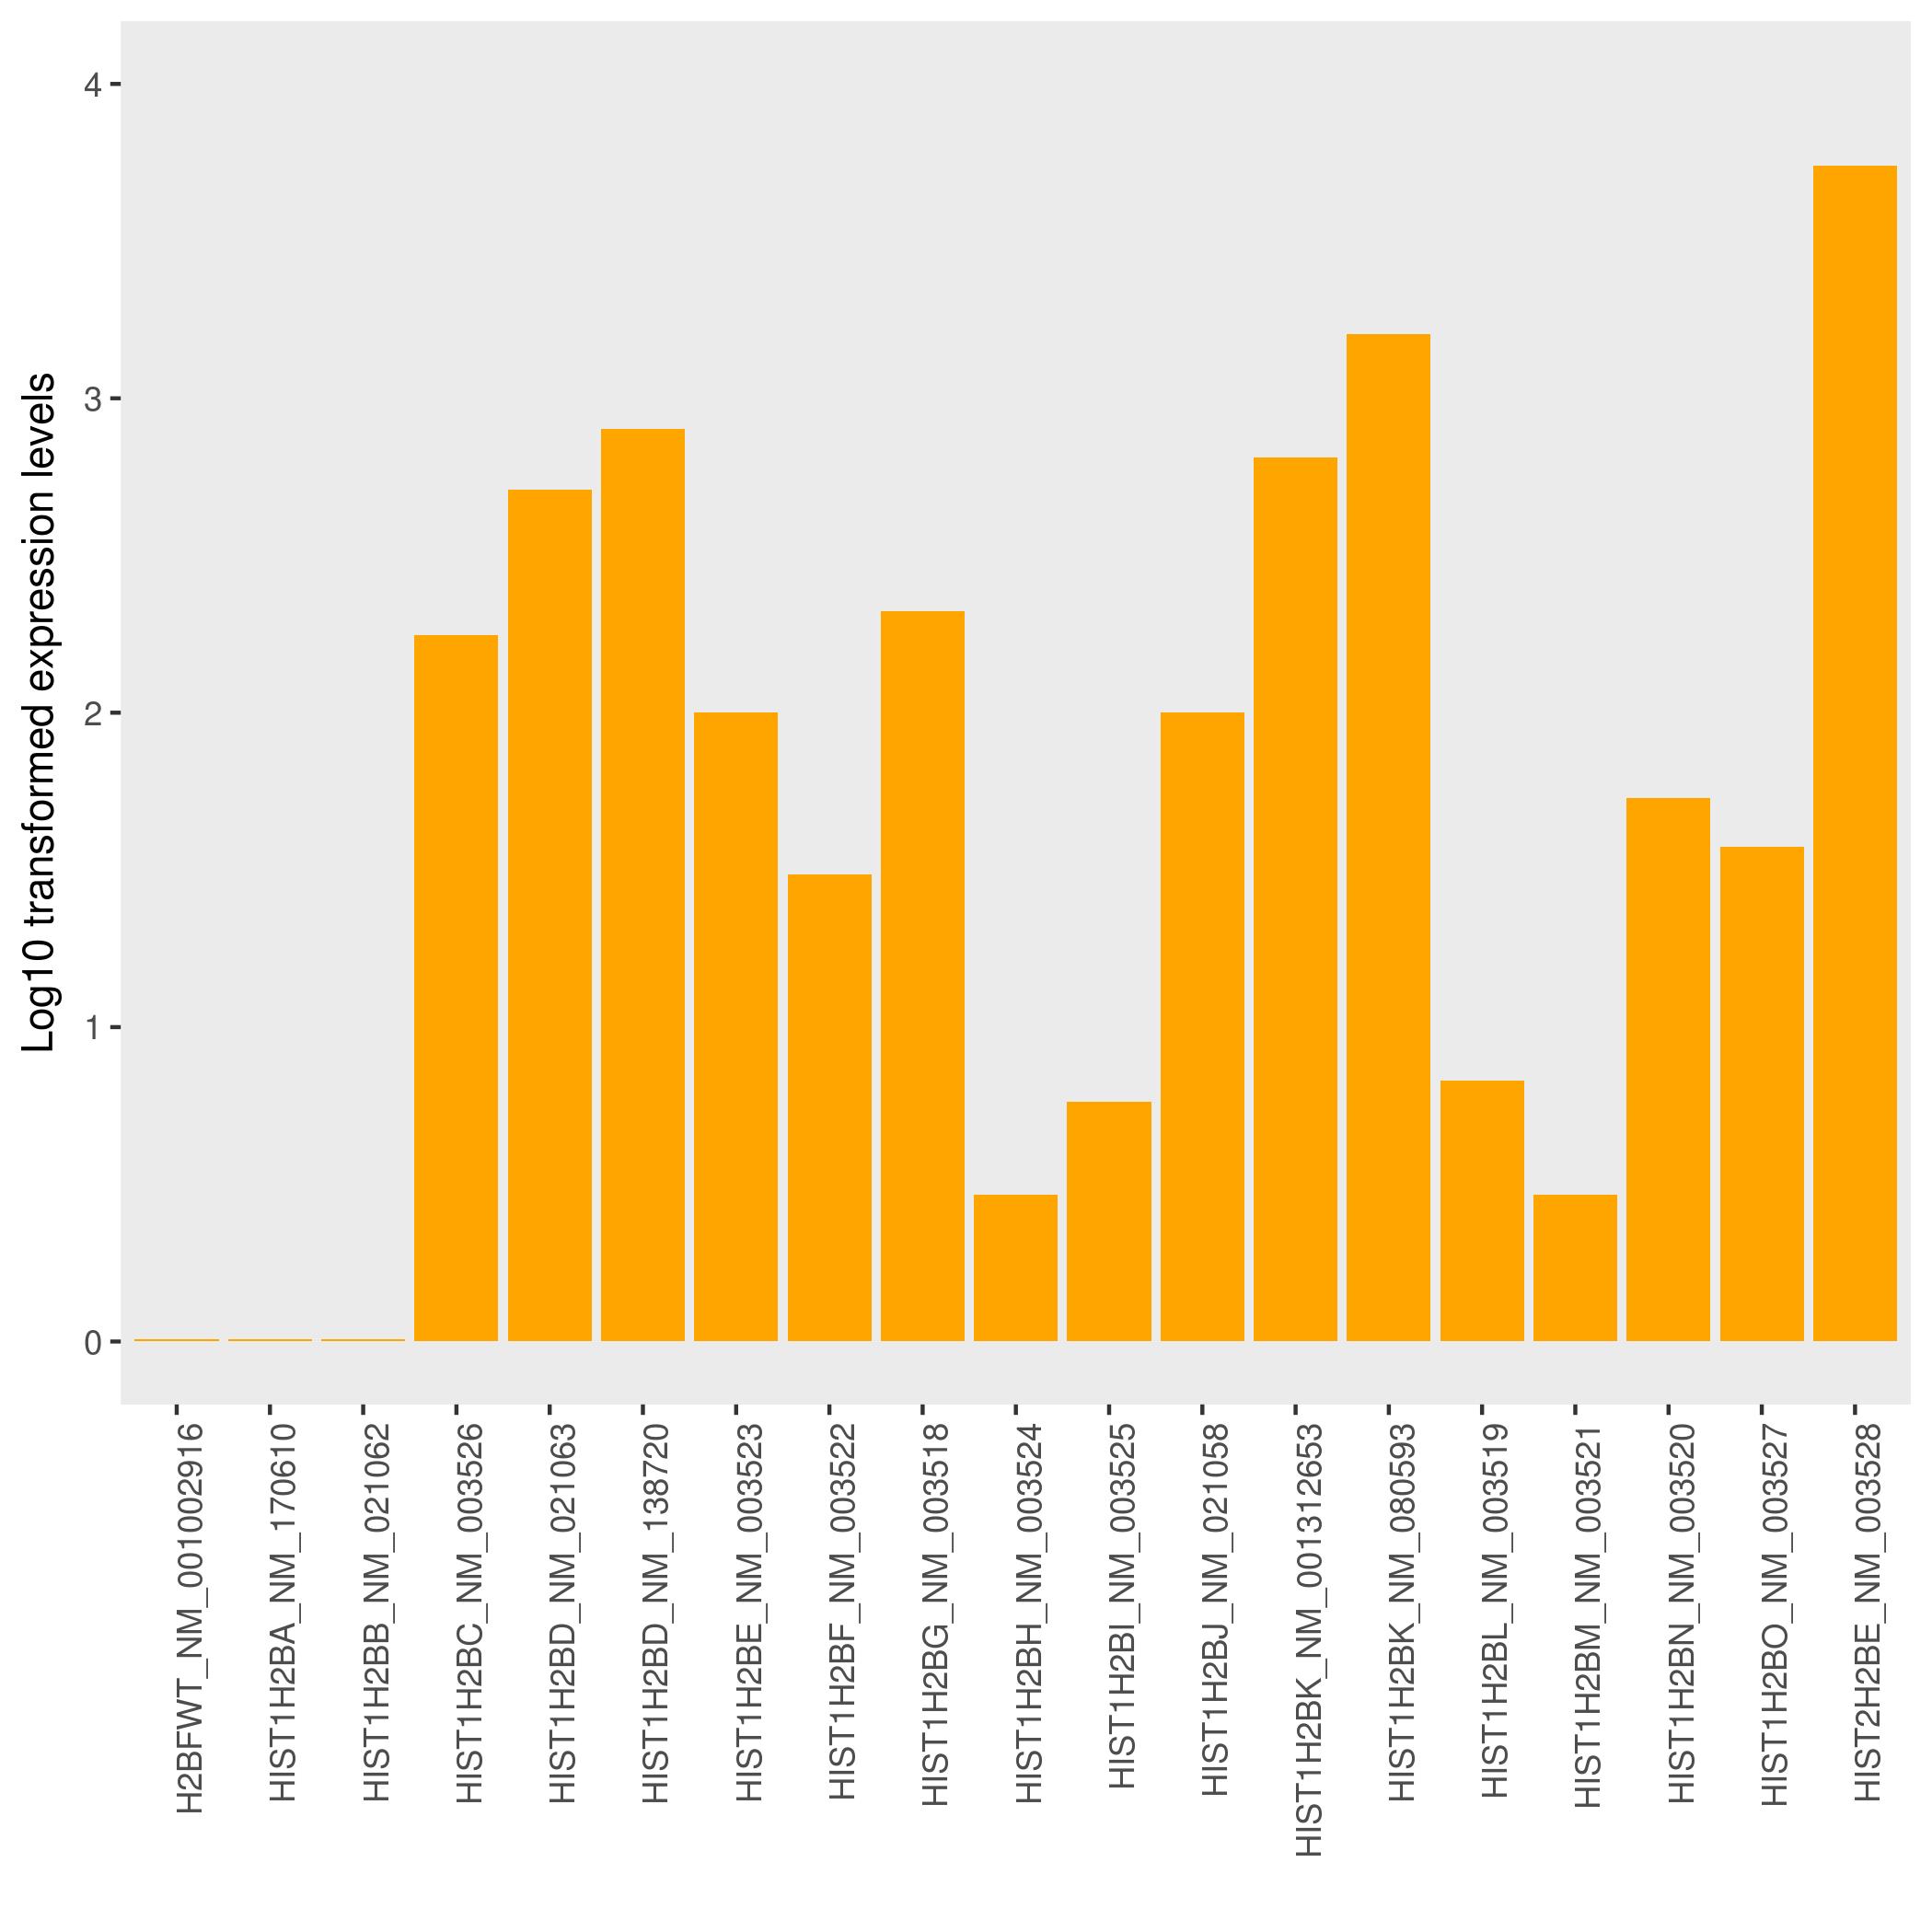 Log10 transformed expression levels
4
3
2
1
0
H2BFWT_NM_001002916
HIST1H2BA_NM_170610
HIST1H2BB_NM_021062
HIST1H2BC_NM_003526
HIST1H2BD_NM_021063
HIST1H2BD_NM_138720
HIST1H2BE_NM_003523
HIST1H2BF_NM_003522
HIST1H2BG_NM_003518
HIST1H2BH_NM_003524
HIST1H2BI_NM_003525
HIST1H2BJ_NM_021058
HIST1H2BK_NM_001312653
HIST1H2BK_NM_080593
HIST1H2BL_NM_003519
HIST1H2BM_NM_003521
HIST1H2BN_NM_003520
HIST1H2BO_NM_003527
HIST2H2BE_NM_003528